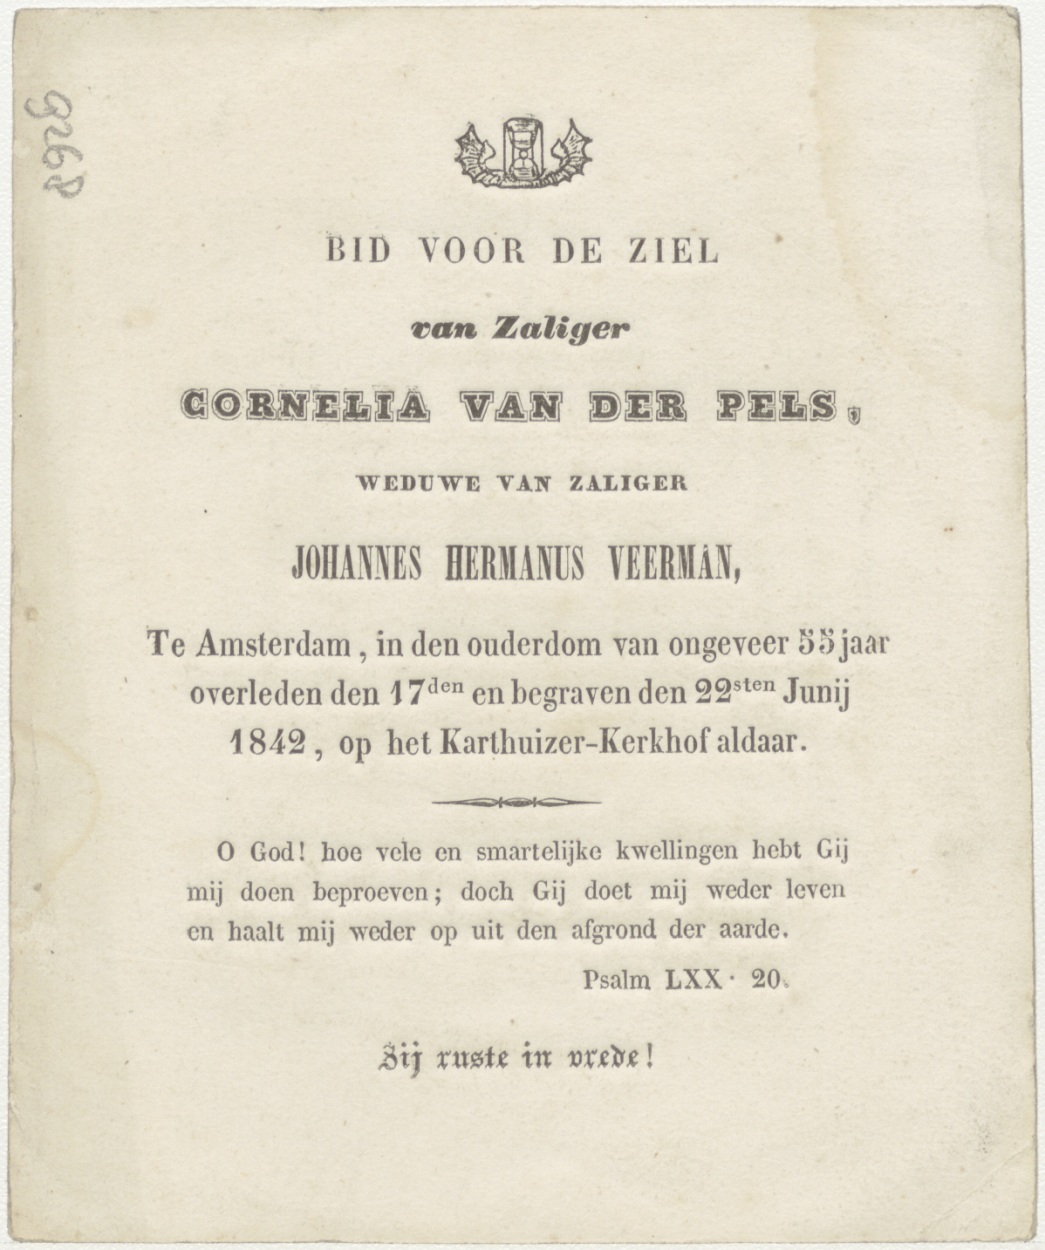 9268
BID VOOR DE ZIEL
van Zaliger
CORNELIA VAN DER PELS,
WEDUWE VAN ZALIGER
JOHANNES HERMANUS VEERMAN,
Te Amsterdam, in den ouderdom van ongeveer 55 jaar
overleden den 17den en begraven den 22sten Junij
1842, op het Karthuizer-Kerkhof aldaar.
O God! hoe vele en smartelijke kwellingen hebt Gij
mij doen beproeven; doch Gij doet mij weder leven
en haalt mij weder op uit den afgrond der aarde.
Psalm LXX· 20.
Zij ruste in vrede!